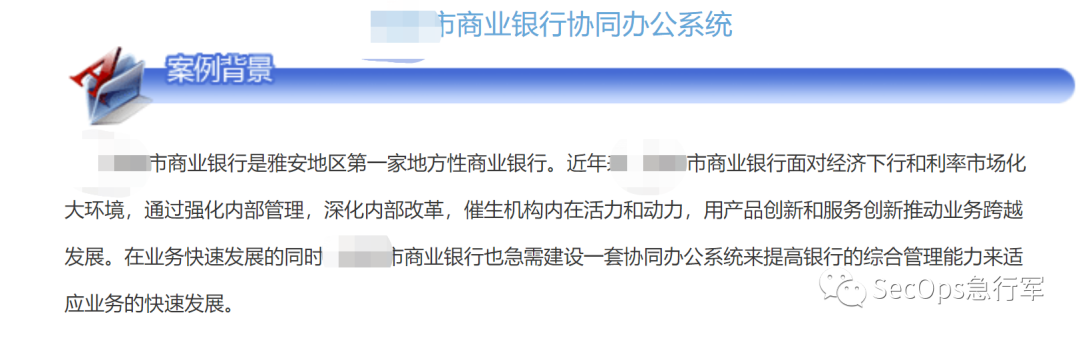 市商业银行协同办公系统
案例背景
市商业银行是雅安地区第一家地方性商业银行。近年 市商业银行面对经济下行和利率市场化
大环境，通过强化内部管理，深化内部改革，催生机构内在活力和动力，用产品创新和服务创新推动业务跨越
发展。在业务快速发展的同时 市商业银行也急需建设一套协同办公系统来提高银行的综合管理能力来适
应业务的快速发展。
SecOps急行军